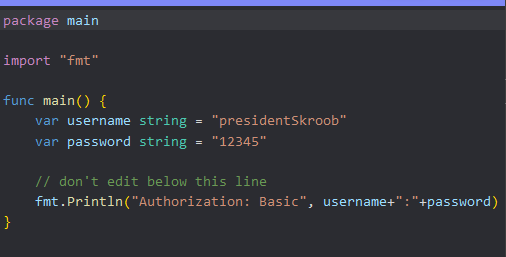 package main
import "fmt"
func main() {
    var username string = "presidentSkroob"
    var password string = "12345"
    // don't edit below this line
    fmt.Println("Authorization: Basic", username+":"+password)
}